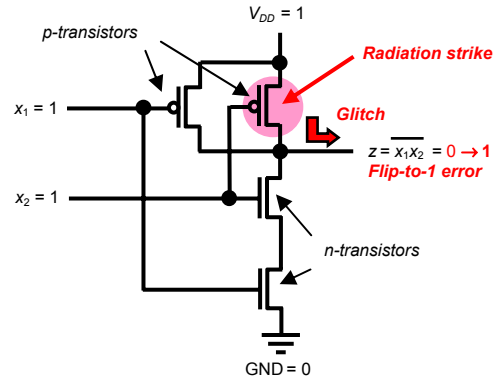 p-transistors
V_DD = 1
Radiation strike
x₁ = 1
Glitch
z = \overline{x₁x₂} = 0 → 1
Flip-to-1 error
x₂ = 1
n-transistors
GND = 0